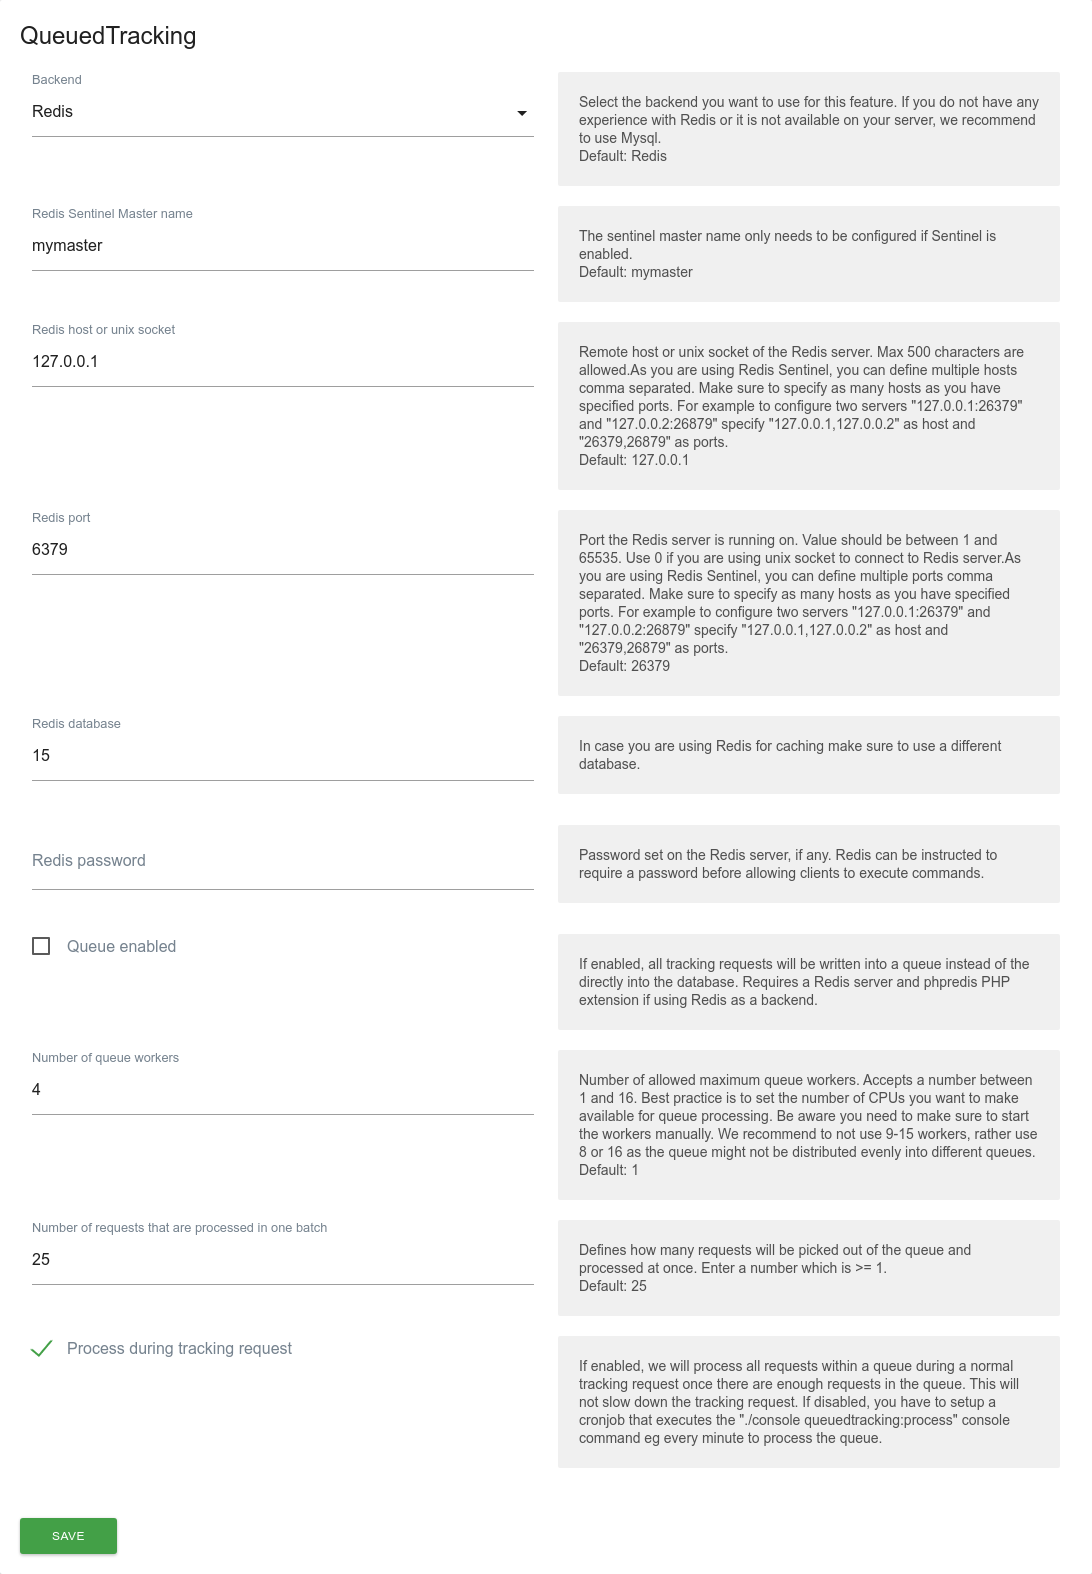 QueuedTracking
Backend
Redis
Select the backend you want to use for this feature. If you do not have any
experience with Redis or it is not available on your server, we recommend
to use Mysql.
Default: Redis
Redis Sentinel Master name
mymaster
The sentinel master name only needs to be configured if Sentinel is
enabled.
Default: mymaster
Redis host or unix socket
127.0.0.1
Remote host or unix socket of the Redis server. Max 500 characters are
allowed.As you are using Redis Sentinel, you can define multiple hosts
comma separated. Make sure to specify as many hosts as you have
specified ports. For example to configure two servers "127.0.0.1:26379"
and "127.0.0.2:26879" specify "127.0.0.1,127.0.0.2" as host and
"26379,26879" as ports.
Default: 127.0.0.1
Redis port
6379
Port the Redis server is running on. Value should be between 1 and
65535. Use 0 if you are using unix socket to connect to Redis server.As
you are using Redis Sentinel, you can define multiple ports comma
separated. Make sure to specify as many hosts as you have specified
ports. For example to configure two servers "127.0.0.1:26379" and
"127.0.0.2:26879" specify "127.0.0.1,127.0.0.2" as host and
"26379,26879" as ports.
Default: 26379
Redis database
15
In case you are using Redis for caching make sure to use a different
database.
Redis password
Password set on the Redis server, if any. Redis can be instructed to
require a password before allowing clients to execute commands.
Queue enabled
If enabled, all tracking requests will be written into a queue instead of the
directly into the database. Requires a Redis server and phpredis PHP
extension if using Redis as a backend.
Number of queue workers
4
Number of allowed maximum queue workers. Accepts a number between
1 and 16. Best practice is to set the number of CPUs you want to make
available for queue processing. Be aware you need to make sure to start
the workers manually. We recommend to not use 9-15 workers, rather use
8 or 16 as the queue might not be distributed evenly into different queues.
Default: 1
Number of requests that are processed in one batch
25
Defines how many requests will be picked out of the queue and
processed at once. Enter a number which is >= 1.
Default: 25
Process during tracking request
If enabled, we will process all requests within a queue during a normal
tracking request once there are enough requests in the queue. This will
not slow down the tracking request. If disabled, you have to setup a
cronjob that executes the "./console queuedtracking:process" console
command eg every minute to process the queue.
SAVE